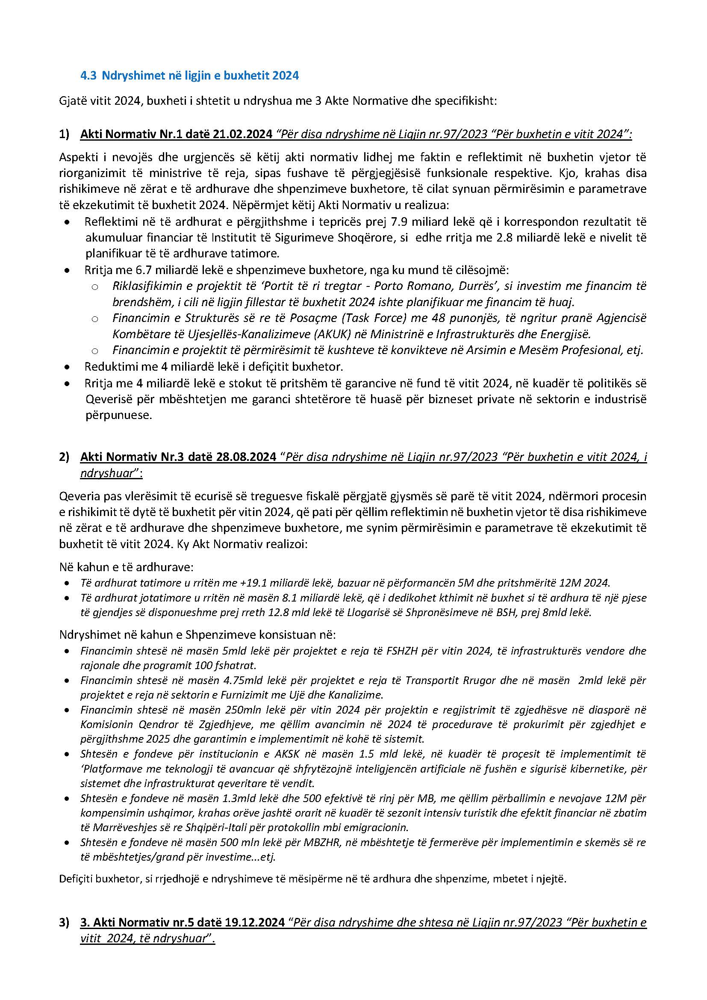 4.3 Ndryshimet në ligjin e buxhetit 2024
Gjatë vitit 2024, buxheti i shtetit u ndryshua me 3 Akte Normative dhe specifikisht:
1) Akti Normativ Nr.1 datë 21.02.2024 “Për disa ndryshime në Ligjin nr.97/2023 “Për buxhetin e vitit 2024”:
Aspekti i nevojës dhe urgjencës së këtij akti normativ lidhej me faktin e reflektimit në buxhetin vjetor të
riorganizimit të ministrive të reja, sipas fushave të përgjegjësisë funksionale respektive. Kjo, krahas disa
rishikimeve në zërat e të ardhurave dhe shpenzimeve buxhetore, të cilat synuan përmirësimin e parametrave
të ekzekutimit të buxhetit 2024. Nëpërmjet këtij Akti Normativ u realizua:
• Reflektimi në të ardhurat e përgjithshme i tepricës prej 7.9 miliard lekë që i korrespondon rezultatit të
akumuluar financiar të Institutit të Sigurimeve Shoqërore, si edhe rritja me 2.8 miliardë lekë e nivelit të
planifikuar të të ardhurave tatimore.
• Rritja me 6.7 miliardë lekë e shpenzimeve buxhetore, nga ku mund të cilësojmë:
o Riklasifikimin e projektit të ‘Portit të ri tregtar - Porto Romano, Durrës’, si investim me financim të
brendshëm, i cili në ligjin fillestar të buxhetit 2024 ishte planifikuar me financim të huaj.
o Financimin e Strukturës së re të Posaçme (Task Force) me 48 punonjës, të ngritur pranë Agjencisë
Kombëtare të Ujesjellës-Kanalizimeve (AKUK) në Ministrinë e Infrastrukturës dhe Energjisë.
o Financimin e projektit të përmirësimit të kushteve të konvikteve në Arsimin e Mesëm Profesional, etj.
• Reduktimi me 4 miliardë lekë i defiçitit buxhetor.
• Rritja me 4 miliardë lekë e stokut të pritshëm të garancive në fund të vitit 2024, në kuadër të politikës së
Qeverisë për mbështetjen me garanci shtetërore të huasë për bizneset private në sektorin e industrisë
përpunuese.
2) Akti Normativ Nr.3 datë 28.08.2024 “Për disa ndryshime në Ligjin nr.97/2023 “Për buxhetin e vitit 2024, i
ndryshuar”:
Qeveria pas vlerësimit të ecurisë së treguesve fiskalë përgjatë gjysmës së parë të vitit 2024, ndërmori procesin
e rishikimit të dytë të buxhetit për vitin 2024, që pati për qëllim reflektimin në buxhetin vjetor të disa rishikimeve
në zërat e të ardhurave dhe shpenzimeve buxhetore, me synim përmirësimin e parametrave të ekzekutimit të
buxhetit të vitit 2024. Ky Akt Normativ realizoi:
Në kahun e të ardhurave:
• Të ardhurat tatimore u rritën me +19.1 miliardë lekë, bazuar në përformancën 5M dhe pritshmëritë 12M 2024.
• Të ardhurat jotatimore u rritën në masën 8.1 miliardë lekë, që i dedikohet kthimit në buxhet si të ardhura të një pjese
të gjendjes së disponueshme prej rreth 12.8 mld lekë të Llogarisë së Shpronësimeve në BSH, prej 8mld lekë.
Ndryshimet në kahun e Shpenzimeve konsistuan në:
• Financimin shtesë në masën 5mld lekë për projektet e reja të FSHZH për vitin 2024, të infrastrukturës vendore dhe
rajonale dhe programit 100 fshatrat.
• Financimin shtesë në masën 4.75mld lekë për projektet e reja të Transportit Rrugor dhe në masën 2mld lekë për
projektet e reja në sektorin e Furnizimit me Ujë dhe Kanalizime.
• Financimin shtesë në masën 250mln lekë për vitin 2024 për projektin e regjistrimit të zgjedhësve në diasporë në
Komisionin Qendror të Zgjedhjeve, me qëllim avancimin në 2024 të procedurave të prokurimit për zgjedhjet e
përgjithshme 2025 dhe garantimin e implementimit në kohë të sistemit.
• Shtesën e fondeve për institucionin e AKSK në masën 1.5 mld lekë, në kuadër të proçesit të implementimit të
‘Platformave me teknologji të avancuar që shfrytëzojnë inteligjencën artificiale në fushën e sigurisë kibernetike, për
sistemet dhe infrastrukturat qeveritare të vendit.
• Shtesën e fondeve në masën 1.3mld lekë dhe 500 efektivë të rinj për MB, me qëllim përballimin e nevojave 12M për
kompensimin ushqimor, krahas orëve jashtë orarit në kuadër të sezonit intensiv turistik dhe efektit financiar në zbatim
të Marrëveshjes së re Shqipëri-Itali për protokollin mbi emigracionin.
• Shtesën e fondeve në masën 500 mln lekë për MBZHR, në mbështetje të fermerëve për implementimin e skemës së re
të mbështetjes/grand për investime...etj.
Defiçiti buxhetor, si rrjedhojë e ndryshimeve të mësipërme në të ardhura dhe shpenzime, mbetet i njejtë.
3) 3. Akti Normativ nr.5 datë 19.12.2024 “Për disa ndryshime dhe shtesa në Ligjin nr.97/2023 “Për buxhetin e
vitit 2024, të ndryshuar”.